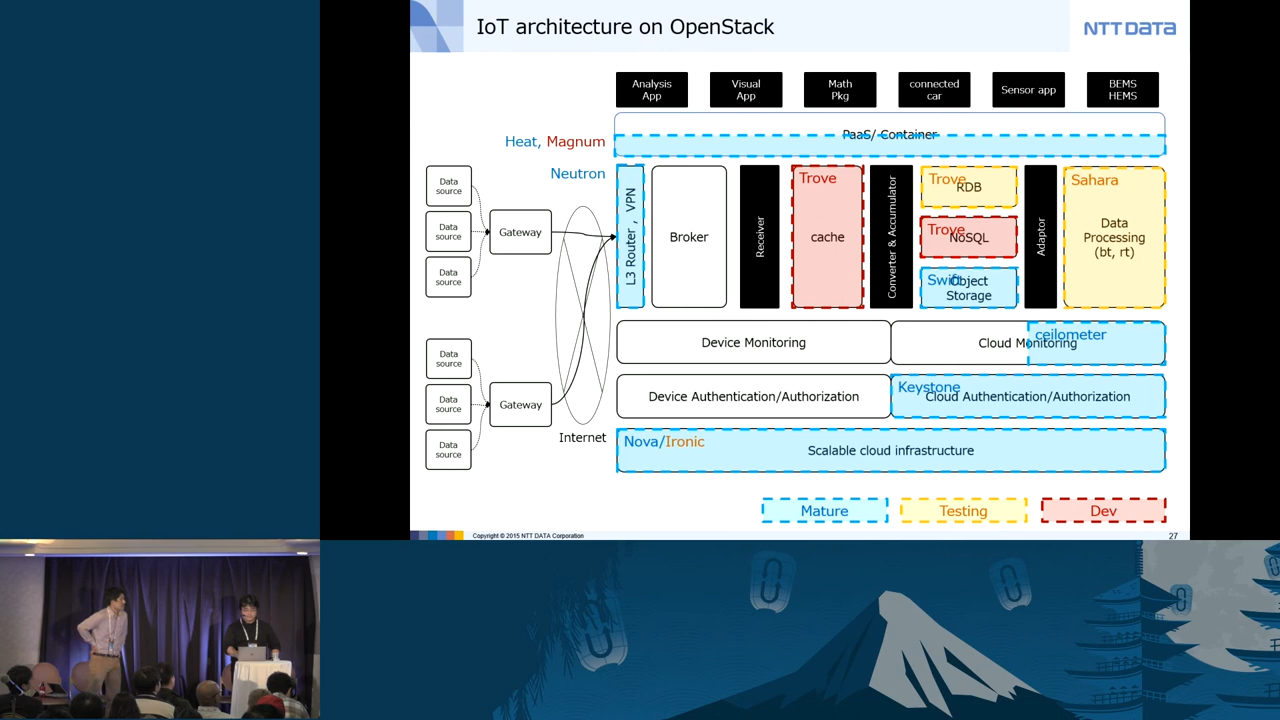 IoT architecture on OpenStack
NTT DATA
Analysis
App
Visual
App
Math
Pkg
connected
car
Sensor app
BEMS
HEMS
PaaS/ Container
Heat, Magnum
Neutron
Data
source
Data
source
Data
source
Gateway
L3 Router , VPN
Broker
Receiver
Trove
cache
Converter & Accumulator
Trove
RDB
Trove
NoSQL
Swift
Object
Storage
Adaptor
Sahara
Data
Processing
(bt, rt)
Device Monitoring
Cloud Monitoring
ceilometer
Data
source
Data
source
Data
source
Gateway
Internet
Device Authentication/Authorization
Keystone
Cloud Authentication/Authorization
Nova/Ironic
Scalable cloud infrastructure
Mature
Testing
Dev
Copyright © 2015 NTT DATA Corporation
27